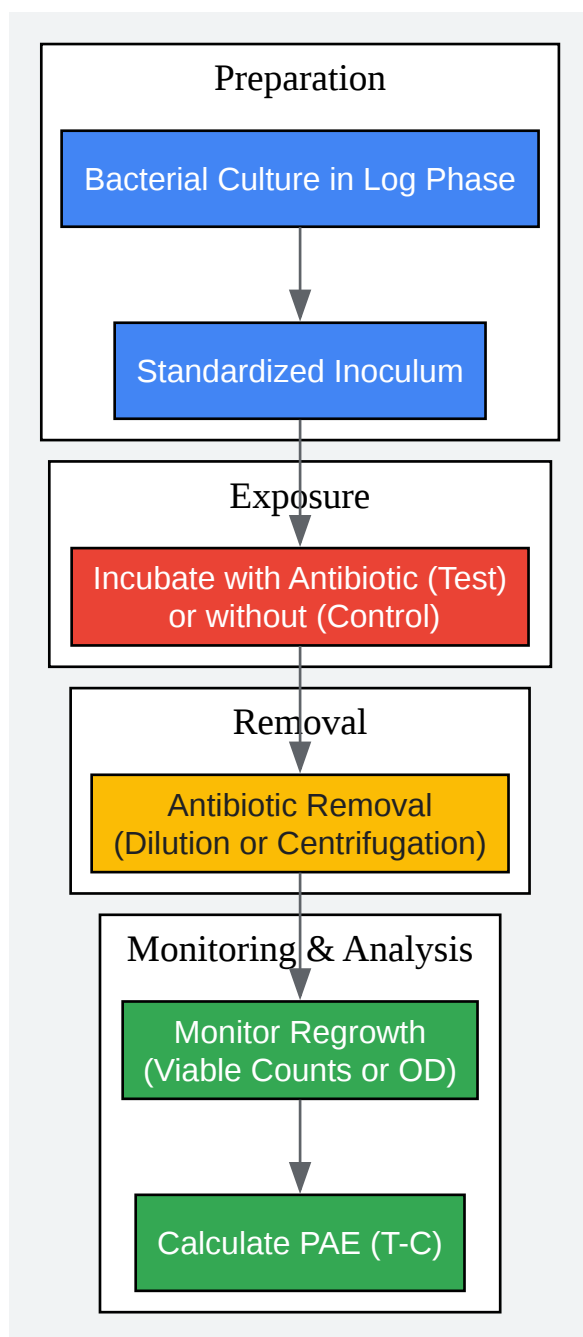 Preparation
Bacterial Culture in Log Phase
Standardized Inoculum
Exposure
Incubate with Antibiotic (Test)
or without (Control)
Removal
Antibiotic Removal
(Dilution or Centrifugation)
Monitoring & Analysis
Monitor Regrowth
(Viable Counts or OD)
Calculate PAE (T-C)